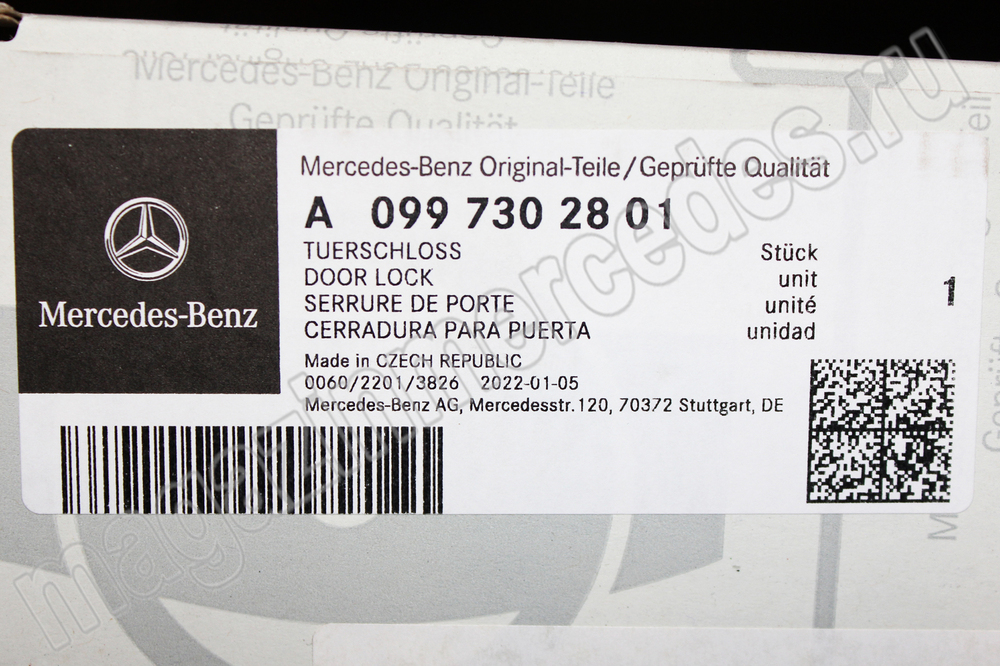 Mercedes-Benz Original-Teile
Geprüfte Qualität
Mercedes-Benz Original-Teile/Geprüfte Qualität
A 099 730 28 01
TUERSCHLOSS Stück
DOOR LOCK unit
SERRURE DE PORTE unité
CERRADURA PARA PUERTA unidad
1
Made in CZECH REPUBLIC
0060/2201/3826 2022-01-05
Mercedes-Benz AG, Mercedesstr.120, 70372 Stuttgart, DE
Mercedes-Benz
magazinmercedes.ru